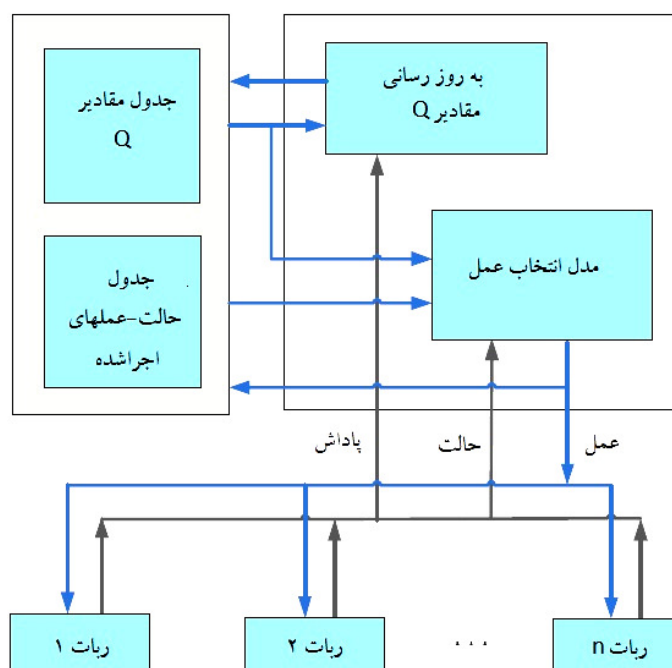 به روز رسانی
مقادیر Q
جدول مقادیر
Q
مدل انتخاب عمل
جدول
حالت-عملهای
اجراشده
عمل
حالت
پاداش
ربات ۱
ربات ۲
. . .
ربات n